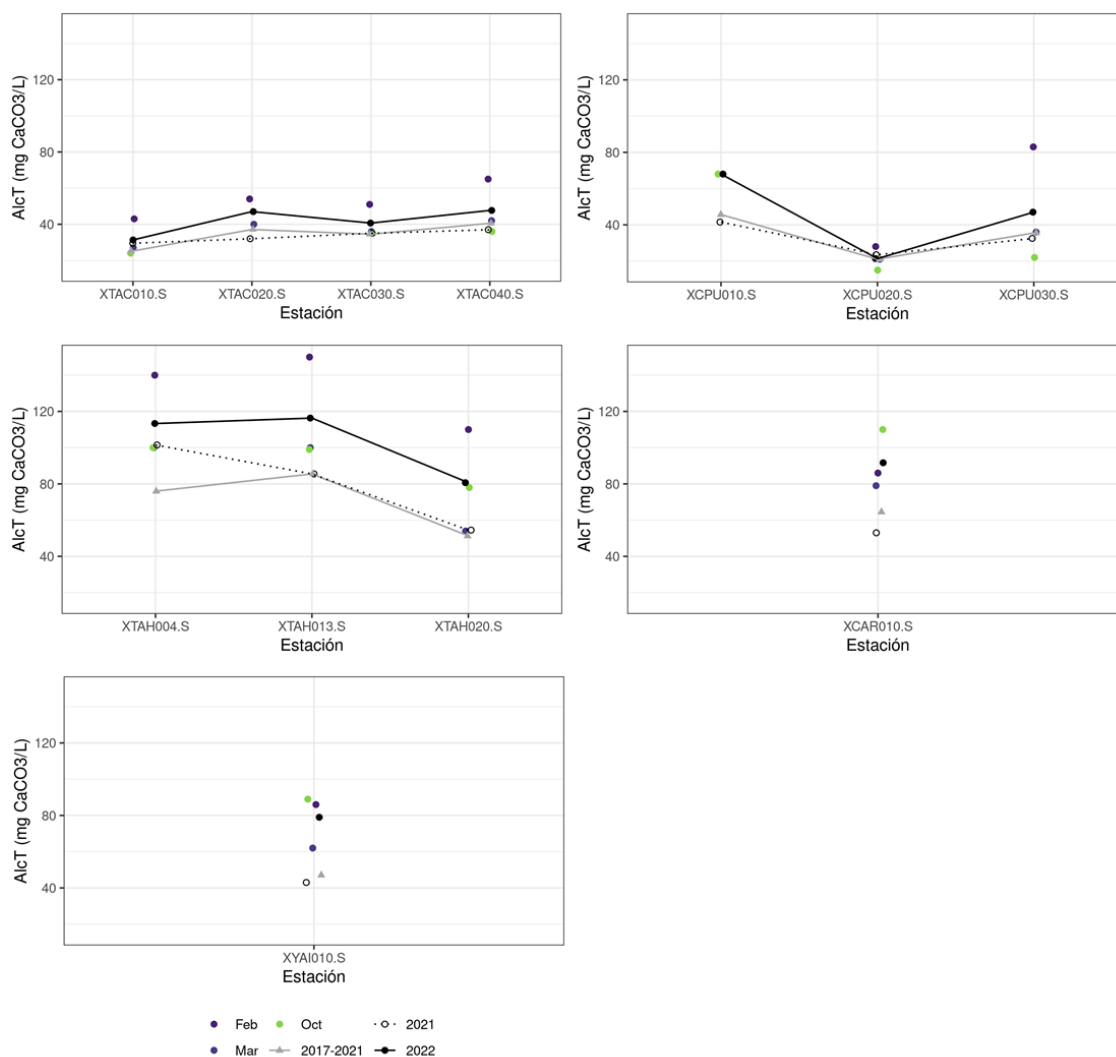 120
80
40
AlcT (mg CaCO3/L)
XTAC010.S XTAC020.S XTAC030.S XTAC040.S
Estación
120
80
40
AlcT (mg CaCO3/L)
XCPU010.S XCPU020.S XCPU030.S
Estación
120
80
40
AlcT (mg CaCO3/L)
XTAH004.S XTAH013.S XTAH020.S
Estación
120
80
40
AlcT (mg CaCO3/L)
XCAR010.S
Estación
120
80
40
AlcT (mg CaCO3/L)
XYAI010.S
Estación
Feb Oct 2021
Mar 2017-2021 2022